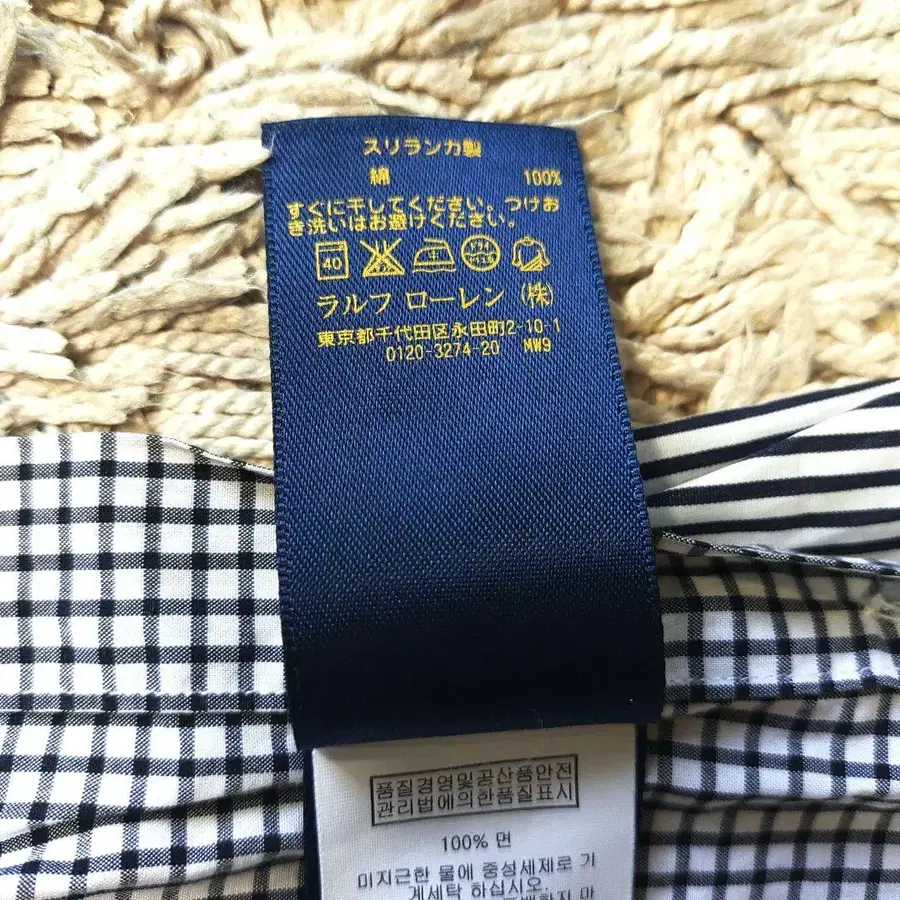 スリランカ製
綿 100%
すぐに干してください。つけお
き洗いはお避けください。
40 中 ドライ
ラルフ ローレン (株)
東京都千代田区永田町2-10-1
0120-3274-20 MW9
품질경영및공산품안전
관리법에의한품질표시
100% 면
미지근한 물에 중성세제로 기
계세탁 하십시오.